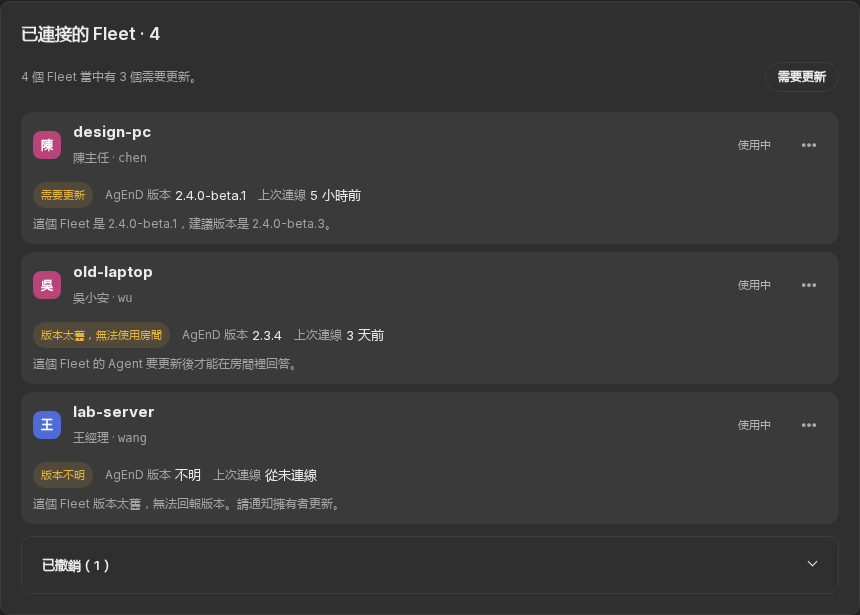 已連接的 Fleet · 4
4 個 Fleet 當中有 3 個需要更新。
需要更新
陳
design-pc
陳主任 · chen
使用中
•••
需要更新 AgEnD 版本 2.4.0-beta.1 上次連線 5 小時前
這個 Fleet 是 2.4.0-beta.1，建議版本是 2.4.0-beta.3。
吳
old-laptop
吳小安 · wu
使用中
•••
版本太舊，無法使用房間 AgEnD 版本 2.3.4 上次連線 3 天前
這個 Fleet 的 Agent 要更新後才能在房間裡回答。
王
lab-server
王經理 · wang
使用中
•••
版本不明 AgEnD 版本 不明 上次連線 從未連線
這個 Fleet 版本太舊，無法回報版本。請通知擁有者更新。
已撤銷（1）